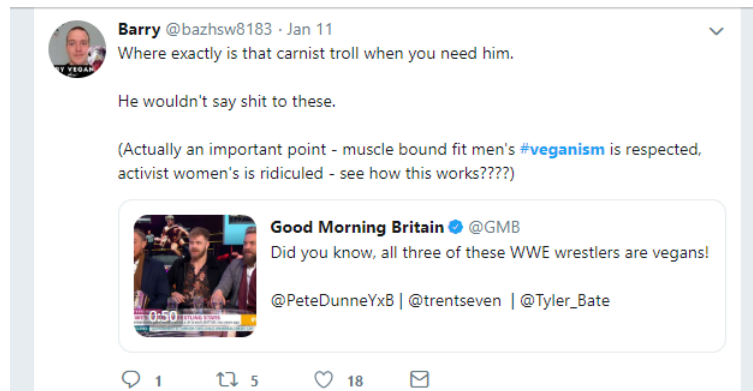 Barry @bazhsw8183 · Jan 11
Where exactly is that carnist troll when you need him.
He wouldn't say shit to these.
(Actually an important point - muscle bound fit men's #veganism is respected,
activist women's is ridiculed - see how this works????)
Good Morning Britain @GMB
Did you know, all three of these WWE wrestlers are vegans!
@PeteDunneYxB | @trentseven | @Tyler_Bate
0:50
1 5 18